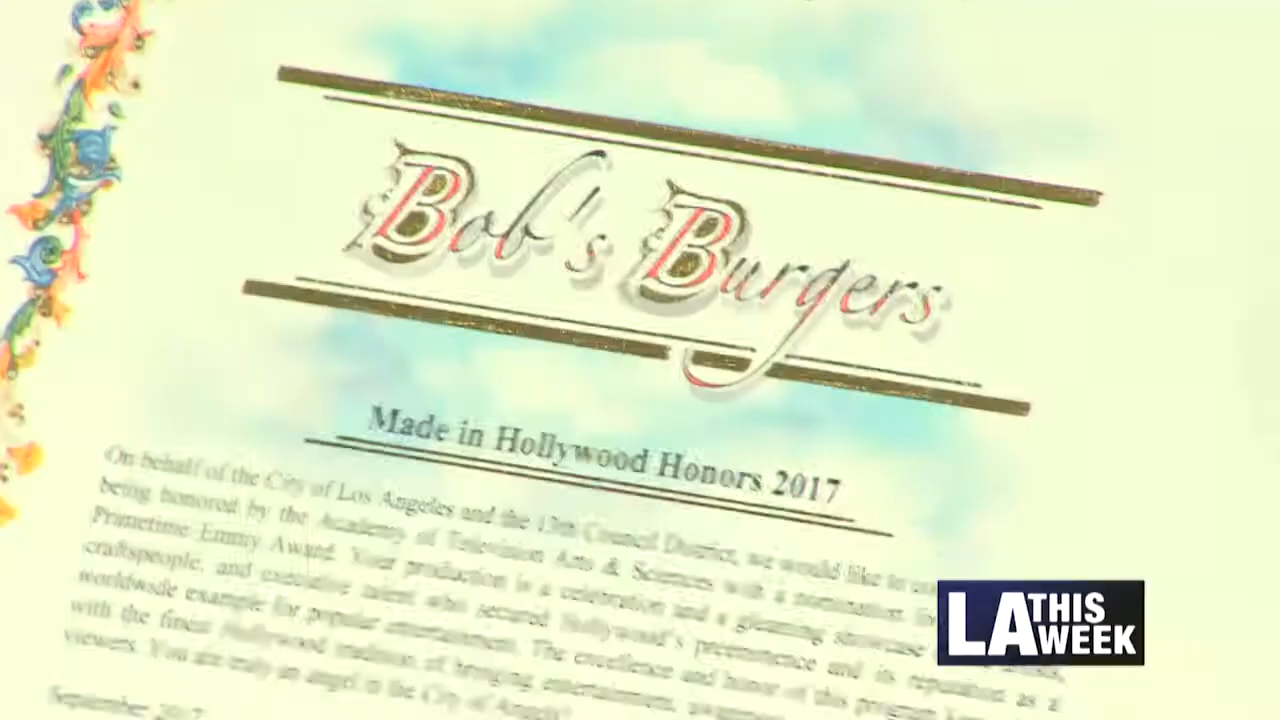 Bob's Burgers
Made in Hollywood Honors 2017
On behalf of the City of Los Angeles and the 13th Council District, we would like to
being honored by the Academy of Television Arts & Sciences with a nomination
Primetime Emmy Award. Your production is a celebration and a gleaming showcase
craftspeople, and executive talent who secured Hollywood's preeminence and its reputation as a
worldwide example for popular entertainment. The excellence and honor of this program
with the finest Hollywood tradition of bringing entertainment,
viewers. You are truly an angel in the City of Angels!
September 2017
LA THIS WEEK